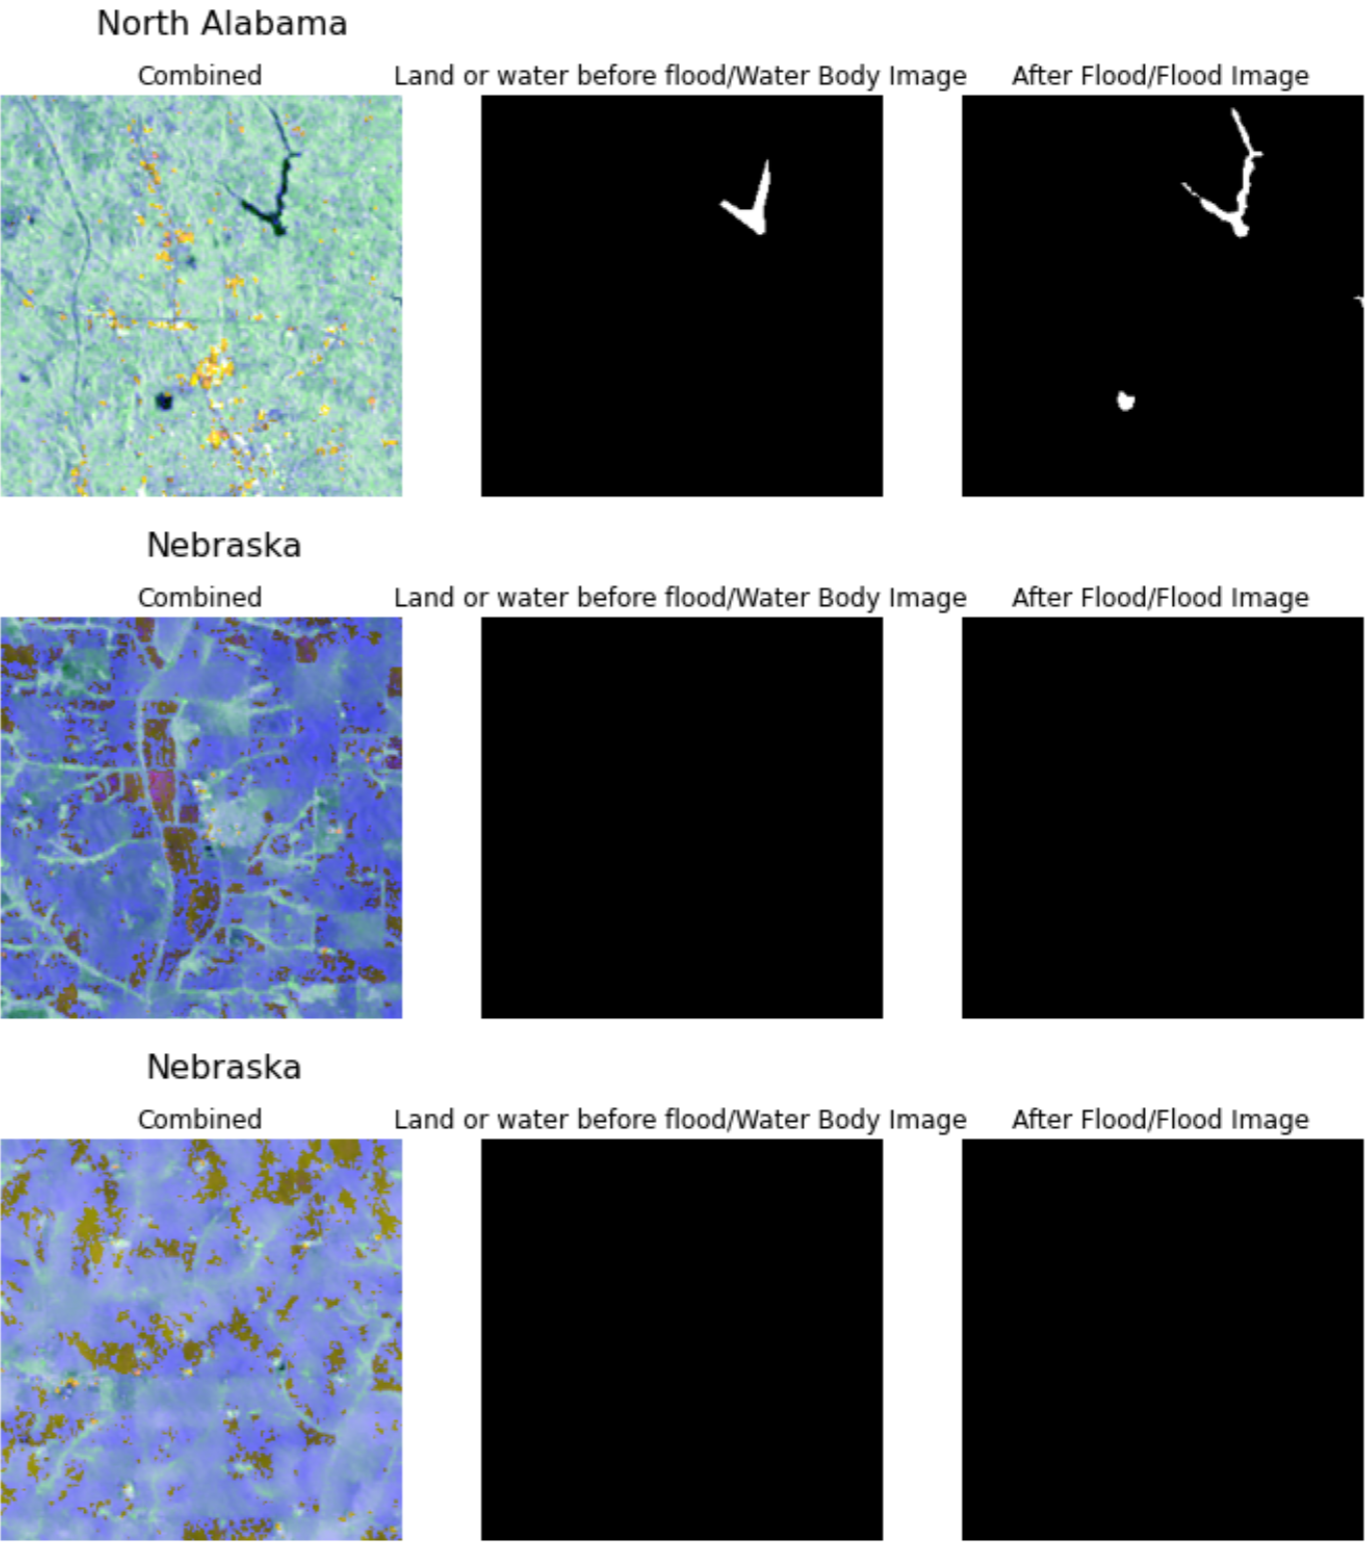 North Alabama
Combined
Land or water before flood/Water Body Image
After Flood/Flood Image
Nebraska
Combined
Land or water before flood/Water Body Image
After Flood/Flood Image
Nebraska
Combined
Land or water before flood/Water Body Image
After Flood/Flood Image